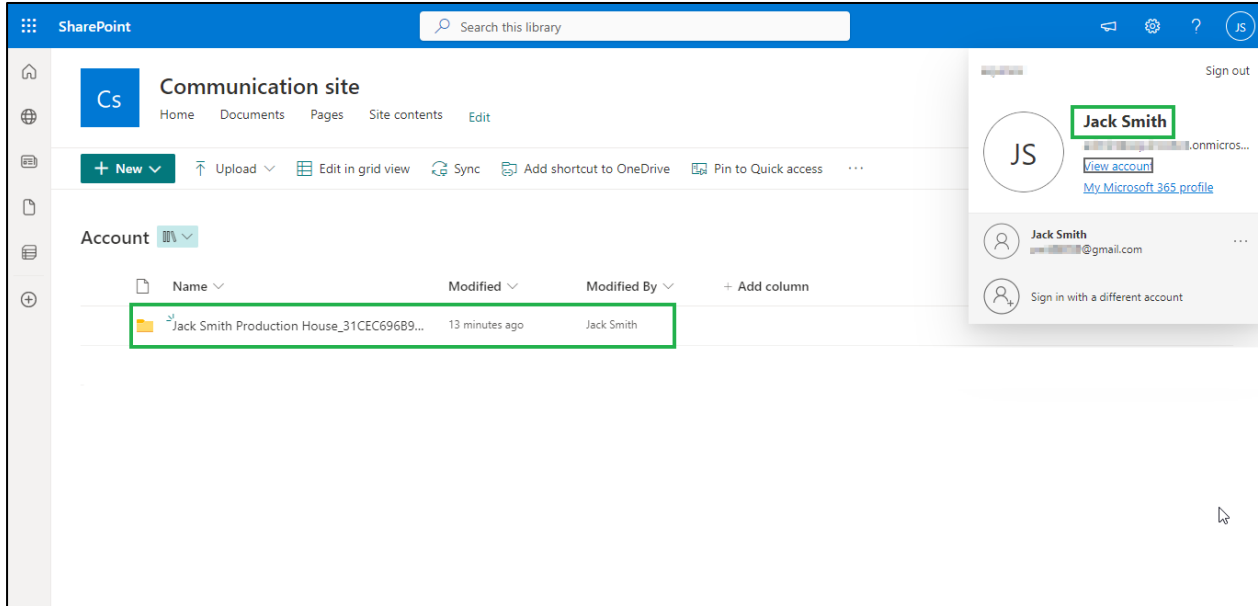 SharePoint
Search this library
JS
Sign out
Cs
Communication site
Home Documents Pages Site contents Edit
Jack Smith
JS
.onmicros...
View account
My Microsoft 365 profile
New Upload Edit in grid view Sync Add shortcut to OneDrive Pin to Quick access ...
Jack Smith
@gmail.com
...
Sign in with a different account
Account
Name Modified Modified By + Add column
Jack Smith Production House_31CEC696B9... 13 minutes ago Jack Smith